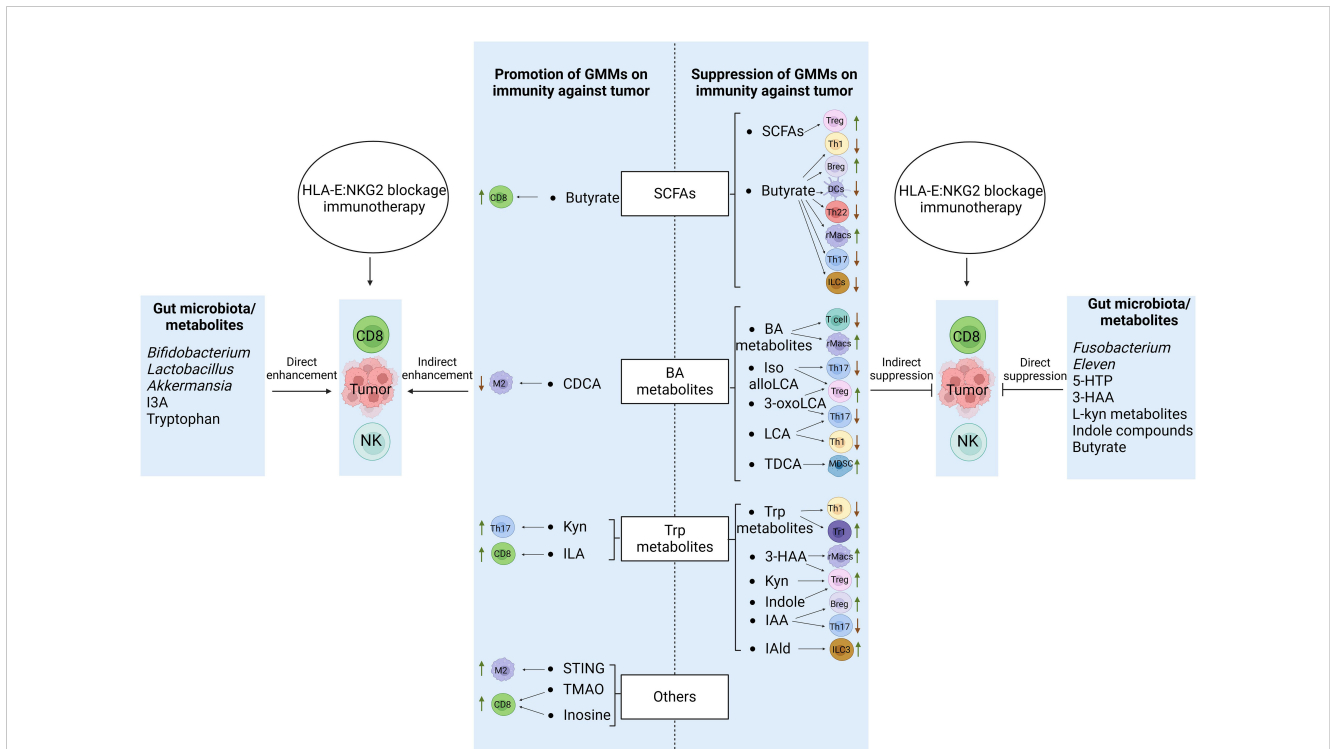 Promotion of GMMs on
immunity against tumor
Suppression of GMMs on
immunity against tumor
HLA-E:NKG2 blockage
immunotherapy
Gut microbiota/
metabolites
Bifidobacterium
Lactobacillus
Akkermansia
I3A
Tryptophan
Direct
enhancement
CD8
Tumor
NK
Indirect
enhancement
CD8
Butyrate
SCFAs
SCFAs
Treg
Th1
Breg
Butyrate
DCs
Th22
rMacs
Th17
ILCs
M2
CDCA
BA
metabolites
BA
metabolites
T cell
rMacs
Iso
alloLCA
Th17
Treg
3-oxoLCA
Th17
LCA
Th1
TDCA
MDSC
Th17
Kyn
CD8
ILA
Trp
metabolites
Trp
metabolites
Th1
Tr1
3-HAA
rMacs
Kyn
Treg
Indole
Breg
IAA
Th17
IAld
ILC3
M2
STING
TMAO
CD8
Inosine
Others
HLA-E:NKG2 blockage
immunotherapy
Indirect
suppression
CD8
Tumor
NK
Direct
suppression
Gut microbiota/
metabolites
Fusobacterium
Eleven
5-HTP
3-HAA
L-kyn metabolites
Indole compounds
Butyrate